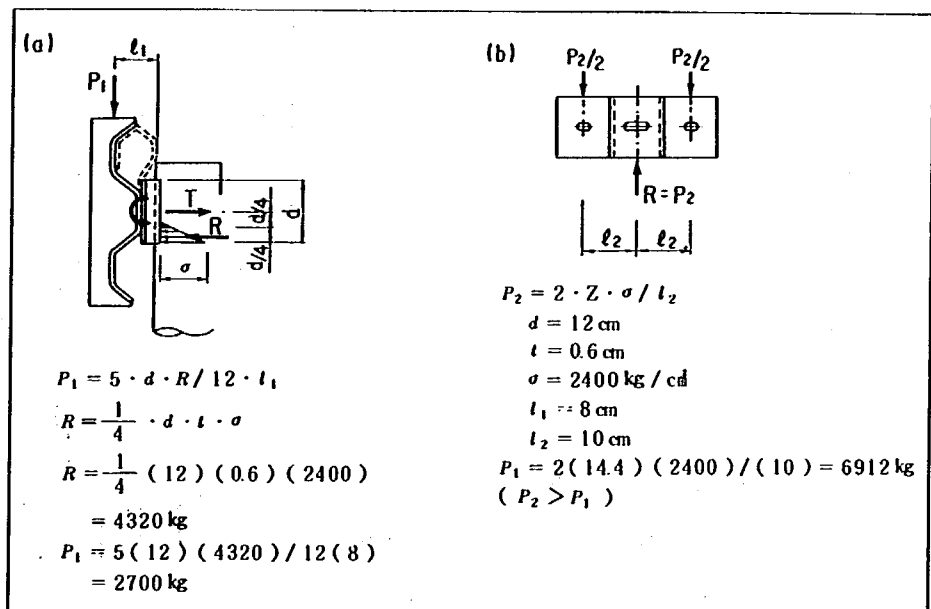 (a)
ℓ₁
P₁
T
R
d/4
d/4
d
σ
P₁ = 5 · d · R / 12 · l₁
R = 1/4 · d · t · σ
R = 1/4 (12) (0.6) (2400)
= 4320 kg
P₁ = 5(12)(4320)/12(8)
= 2700 kg
(b)
P₂/2 P₂/2
R = P₂
ℓ₂ ℓ₂
P₂ = 2 · Z · σ / l₂
d = 12 cm
t = 0.6 cm
σ = 2400 kg / c㎡
l₁ = 8 cm
l₂ = 10 cm
P₁ = 2(14.4)(2400)/(10) = 6912 kg
( P₂ > P₁ )